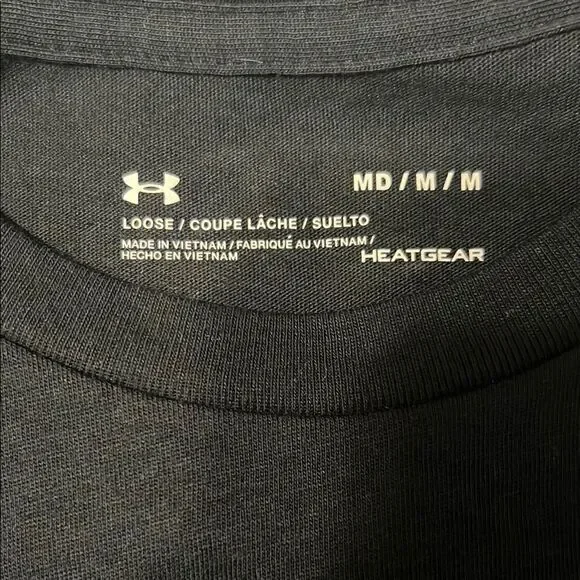 MD / M / M
LOOSE / COUPE LÂCHE / SUELTO
MADE IN VIETNAM / FABRIQUÉ AU VIETNAM /
HECHO EN VIETNAM
HEATGEAR